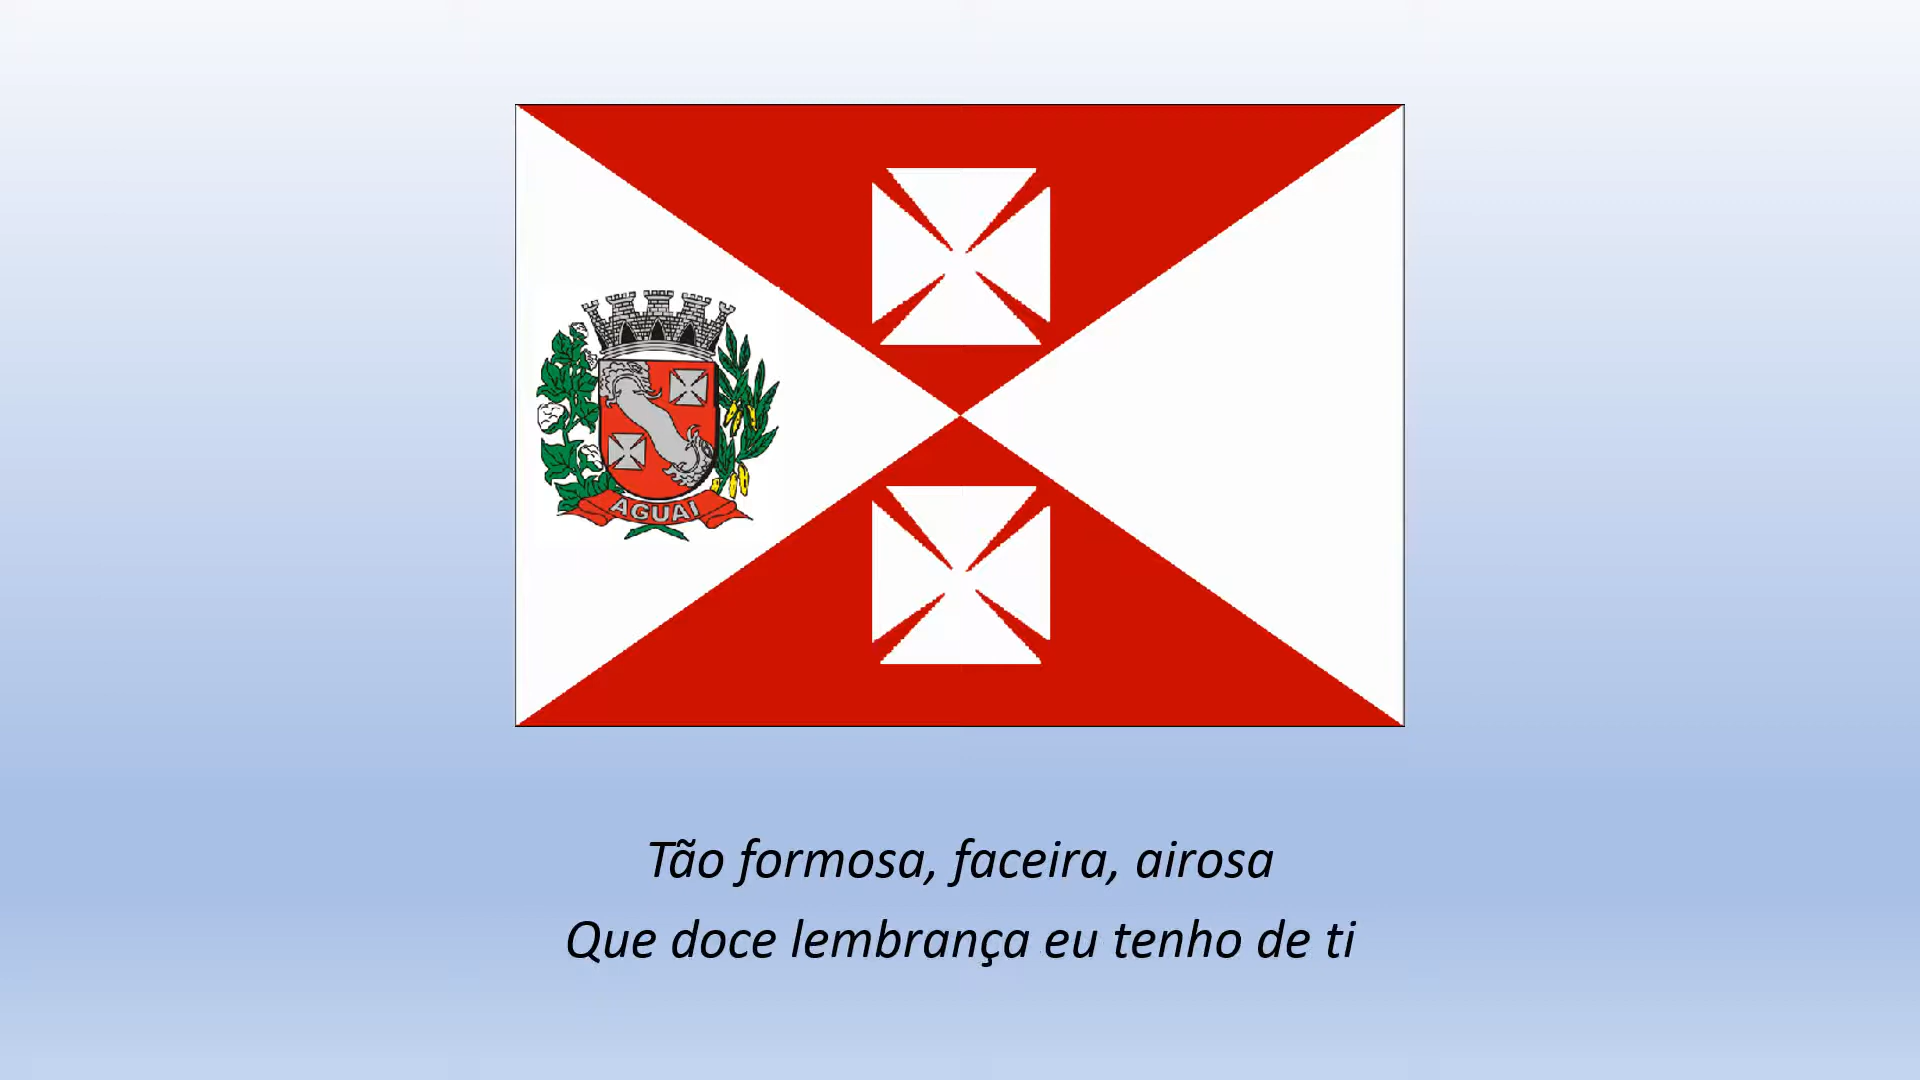 AGUAI
Tão formosa, faceira, airosa
Que doce lembrança eu tenho de ti